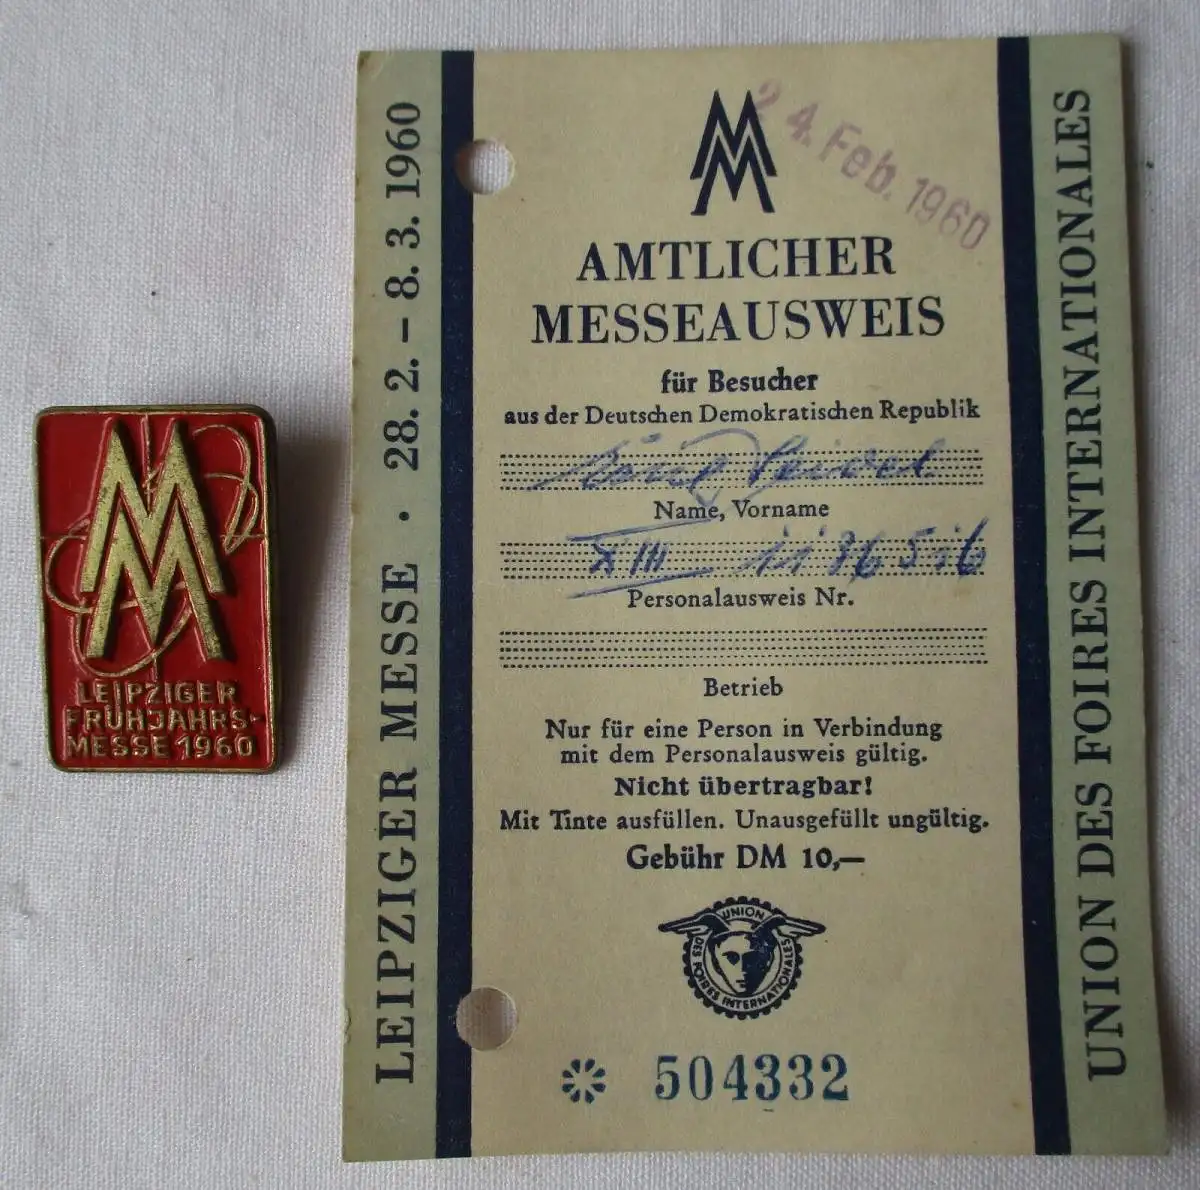 LEIPZIGER
FRÜHJAHRS-
MESSE 1960
LEIPZIGER MESSE · 28. 2. – 8. 3. 1960
24. Feb. 1960
AMTLICHER
MESSEAUSWEIS
für Besucher
aus der Deutschen Demokratischen Republik
Name, Vorname
XIII
Personalausweis Nr.
Betrieb
Nur für eine Person in Verbindung
mit dem Personalausweis gültig.
Nicht übertragbar!
Mit Tinte ausfüllen. Unausgefüllt ungültig.
Gebühr DM 10,—
UNION
DES FOIRES INTERNATIONALES
504332
UNION DES FOIRES INTERNATIONALES